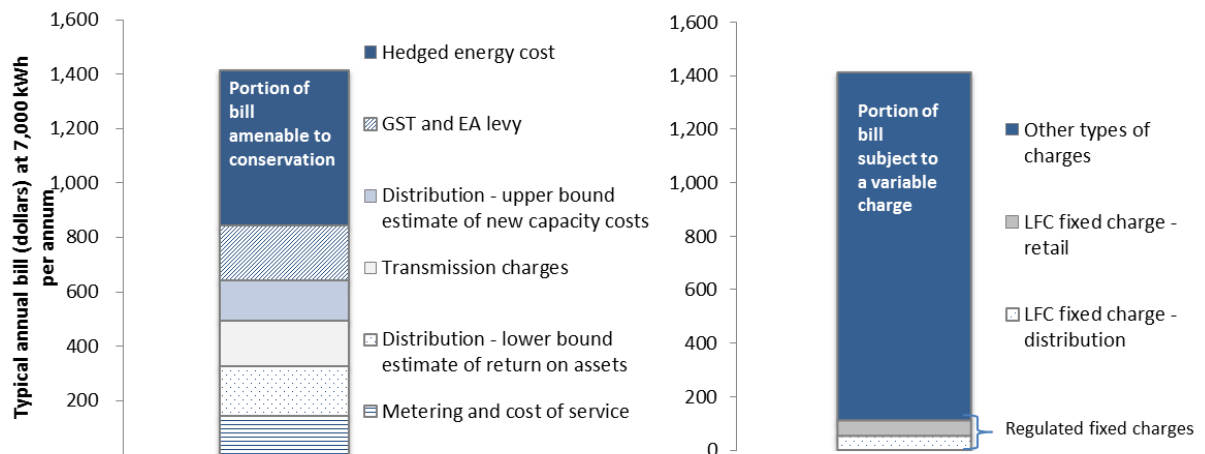 Typical annual bill (dollars) at 7,000 kWh
per annum
1,600
1,400
1,200
1,000
800
600
400
200
Portion of
bill
amenable to
conservation
Hedged energy cost
GST and EA levy
Distribution - upper bound
estimate of new capacity costs
Transmission charges
Distribution - lower bound
estimate of return on assets
Metering and cost of service
1,600
1,400
1,200
1,000
800
600
400
200
0
Portion of
bill
subject to
a variable
charge
Other types of
charges
LFC fixed charge -
retail
LFC fixed charge -
distribution
Regulated fixed charges